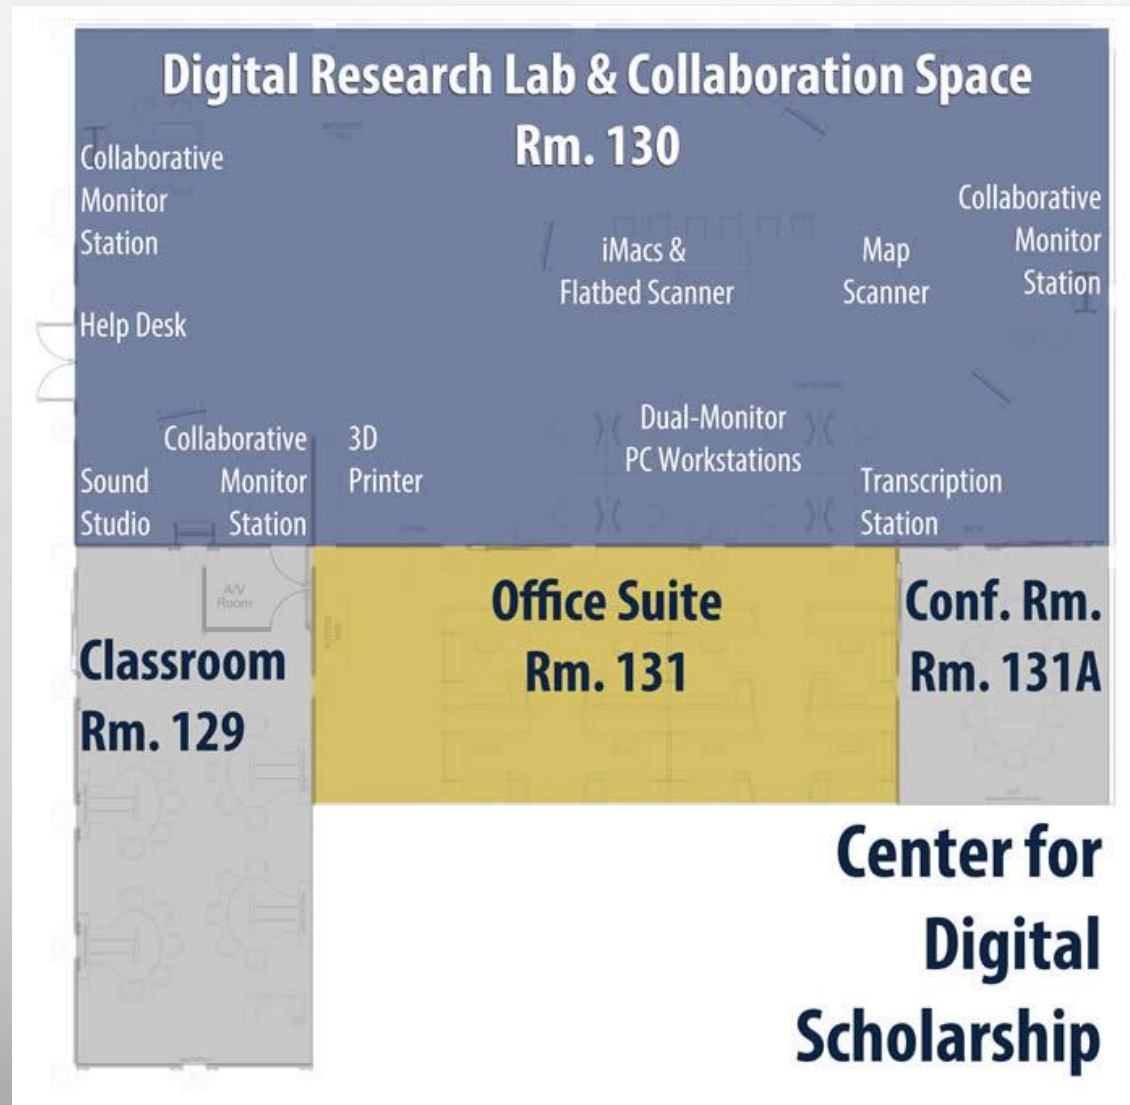 Digital Research Lab & Collaboration Space
Rm. 130
Collaborative
Monitor
Station
Collaborative
Monitor
Station
iMacs &
Flatbed Scanner
Map
Scanner
Help Desk
Collaborative
Monitor
Station
3D
Printer
Dual-Monitor
PC Workstations
Sound
Studio
Transcription
Station
A/V
Room
Classroom
Rm. 129
Office Suite
Rm. 131
Conf. Rm.
Rm. 131A
Center for
Digital
Scholarship